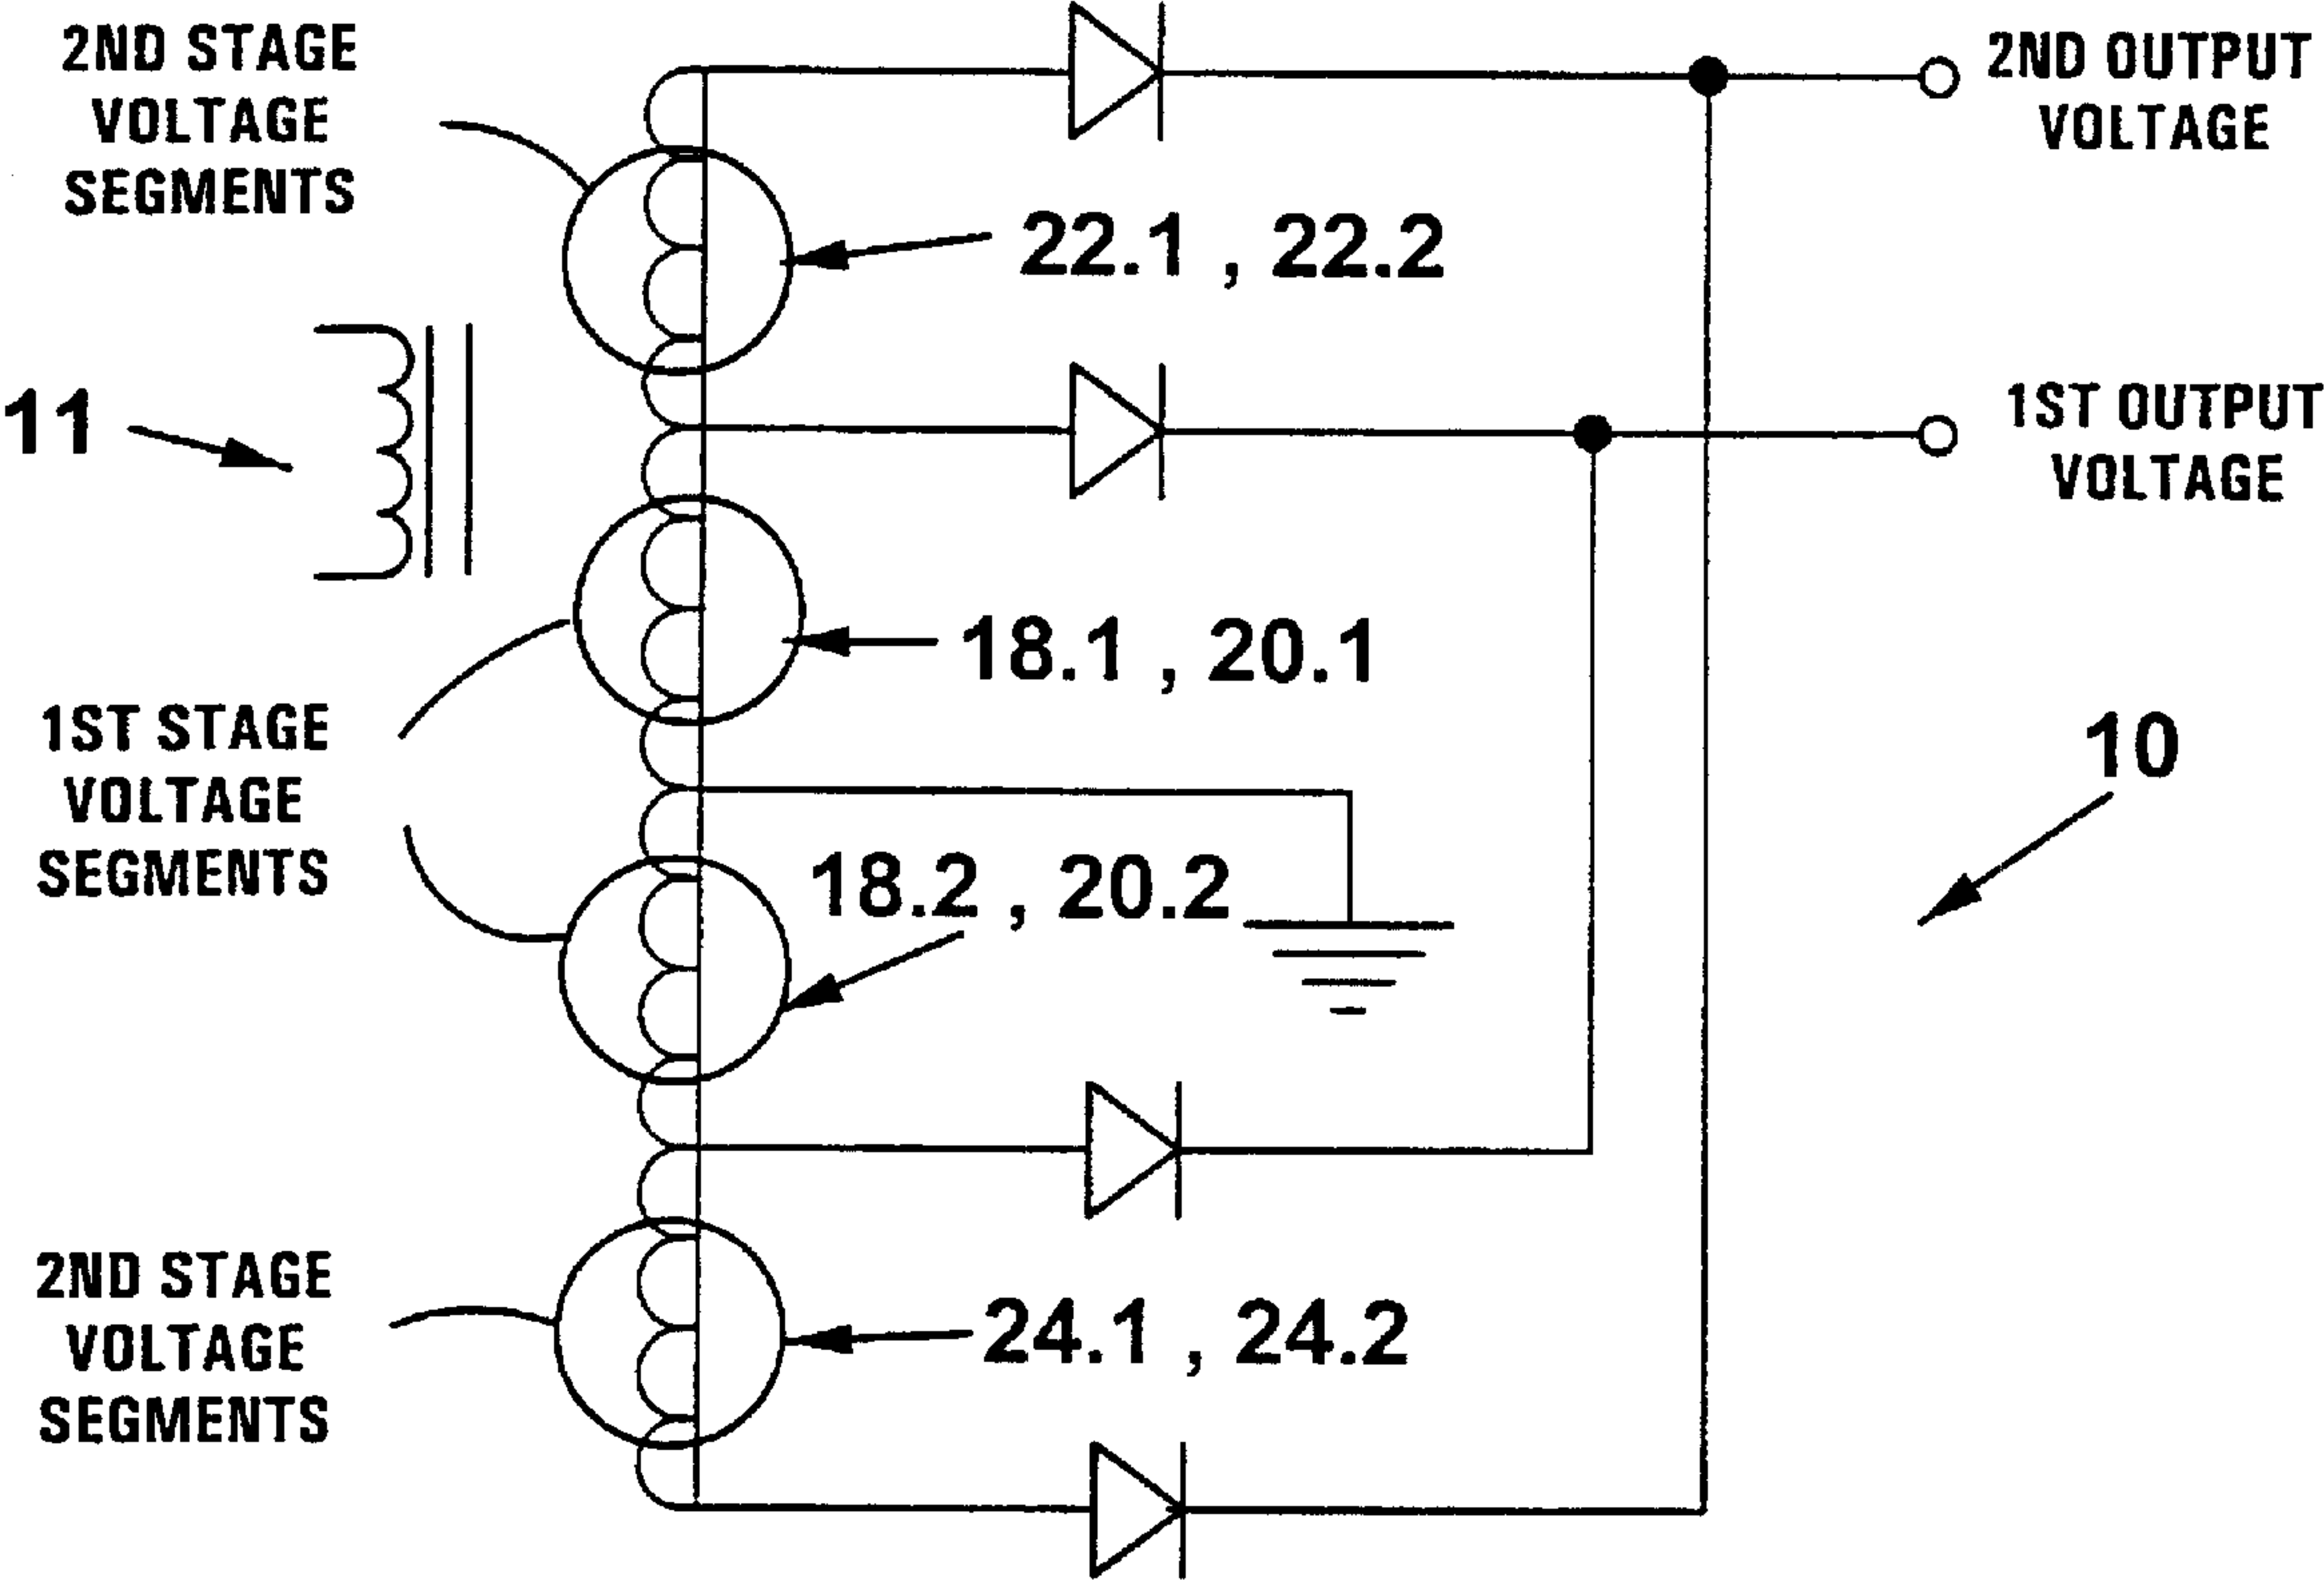 2ND STAGE
VOLTAGE
SEGMENTS
2ND OUTPUT
VOLTAGE
22.1 , 22.2
11
1ST OUTPUT
VOLTAGE
18.1 , 20.1
1ST STAGE
VOLTAGE
SEGMENTS
10
18.2 , 20.2
2ND STAGE
VOLTAGE
SEGMENTS
24.1 , 24.2